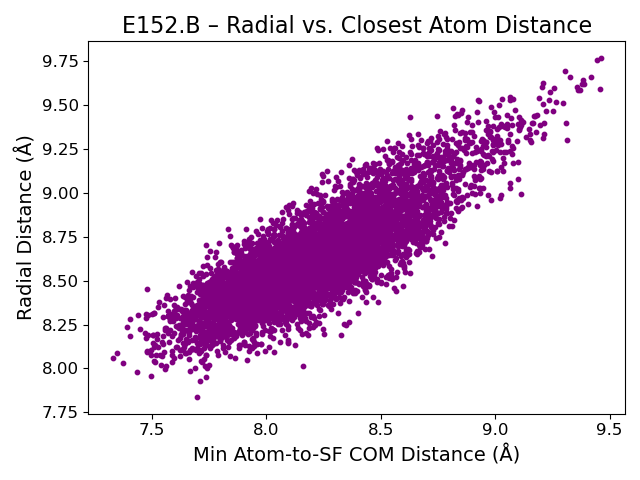 E152.B – Radial vs. Closest Atom Distance
Radial Distance (Å)
9.75
9.50
9.25
9.00
8.75
8.50
8.25
8.00
7.75
7.5 8.0 8.5 9.0 9.5
Min Atom-to-SF COM Distance (Å)